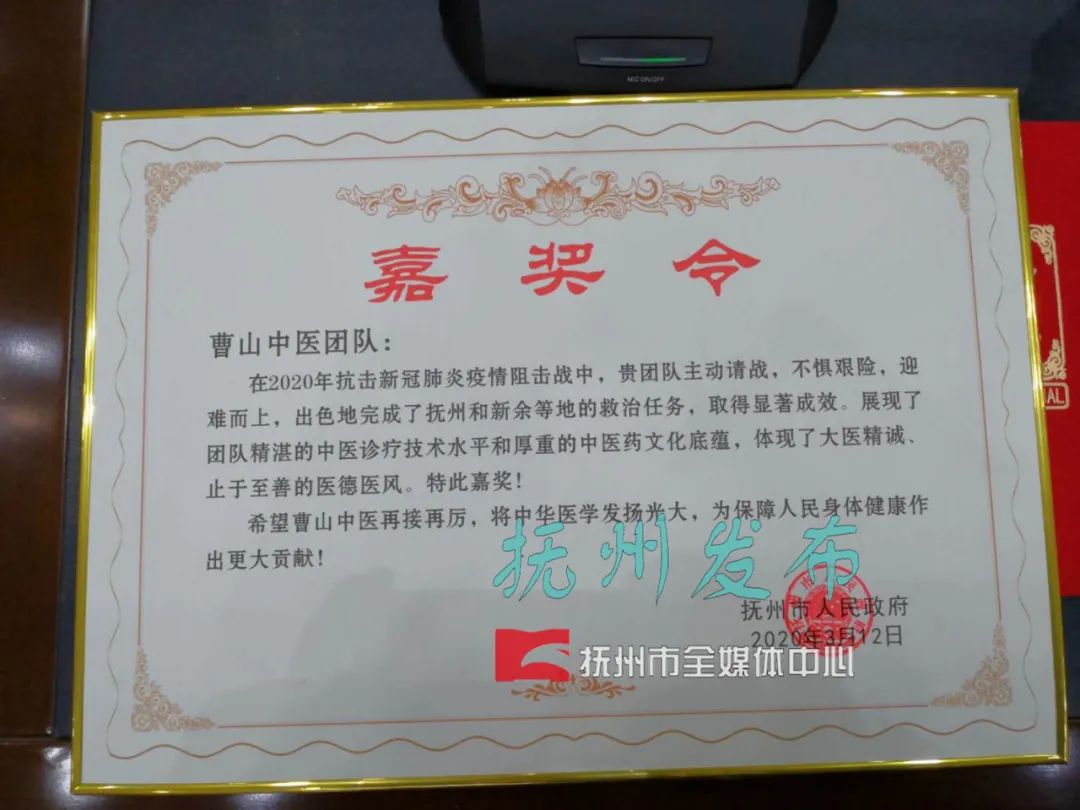 MIC ON/OFF
嘉奖令
曹山中医团队：
在2020年抗击新冠肺炎疫情阻击战中，贵团队主动请战，不惧艰险，迎
难而上，出色地完成了抚州和新余等地的救治任务，取得显著成效。展现了
团队精湛的中医诊疗技术水平和厚重的中医药文化底蕴，体现了大医精诚、
止于至善的医德医风。特此嘉奖！
希望曹山中医再接再厉，将中华医学发扬光大，为保障人民身体健康作
出更大贡献！
抚州发布
抚州市人民政府
2020年3月12日
抚州市全媒体中心
AL